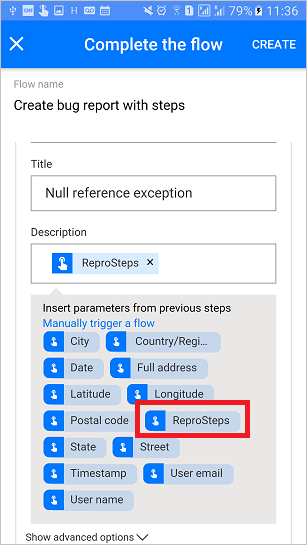 79% 11:36
Complete the flow CREATE
Flow name
Create bug report with steps
Title
Null reference exception
Description
ReproSteps ×
Insert parameters from previous steps
Manually trigger a flow
City Country/Regi...
Date Full address
Latitude Longitude
Postal code ReproSteps
State Street
Timestamp User email
User name
Show advanced options